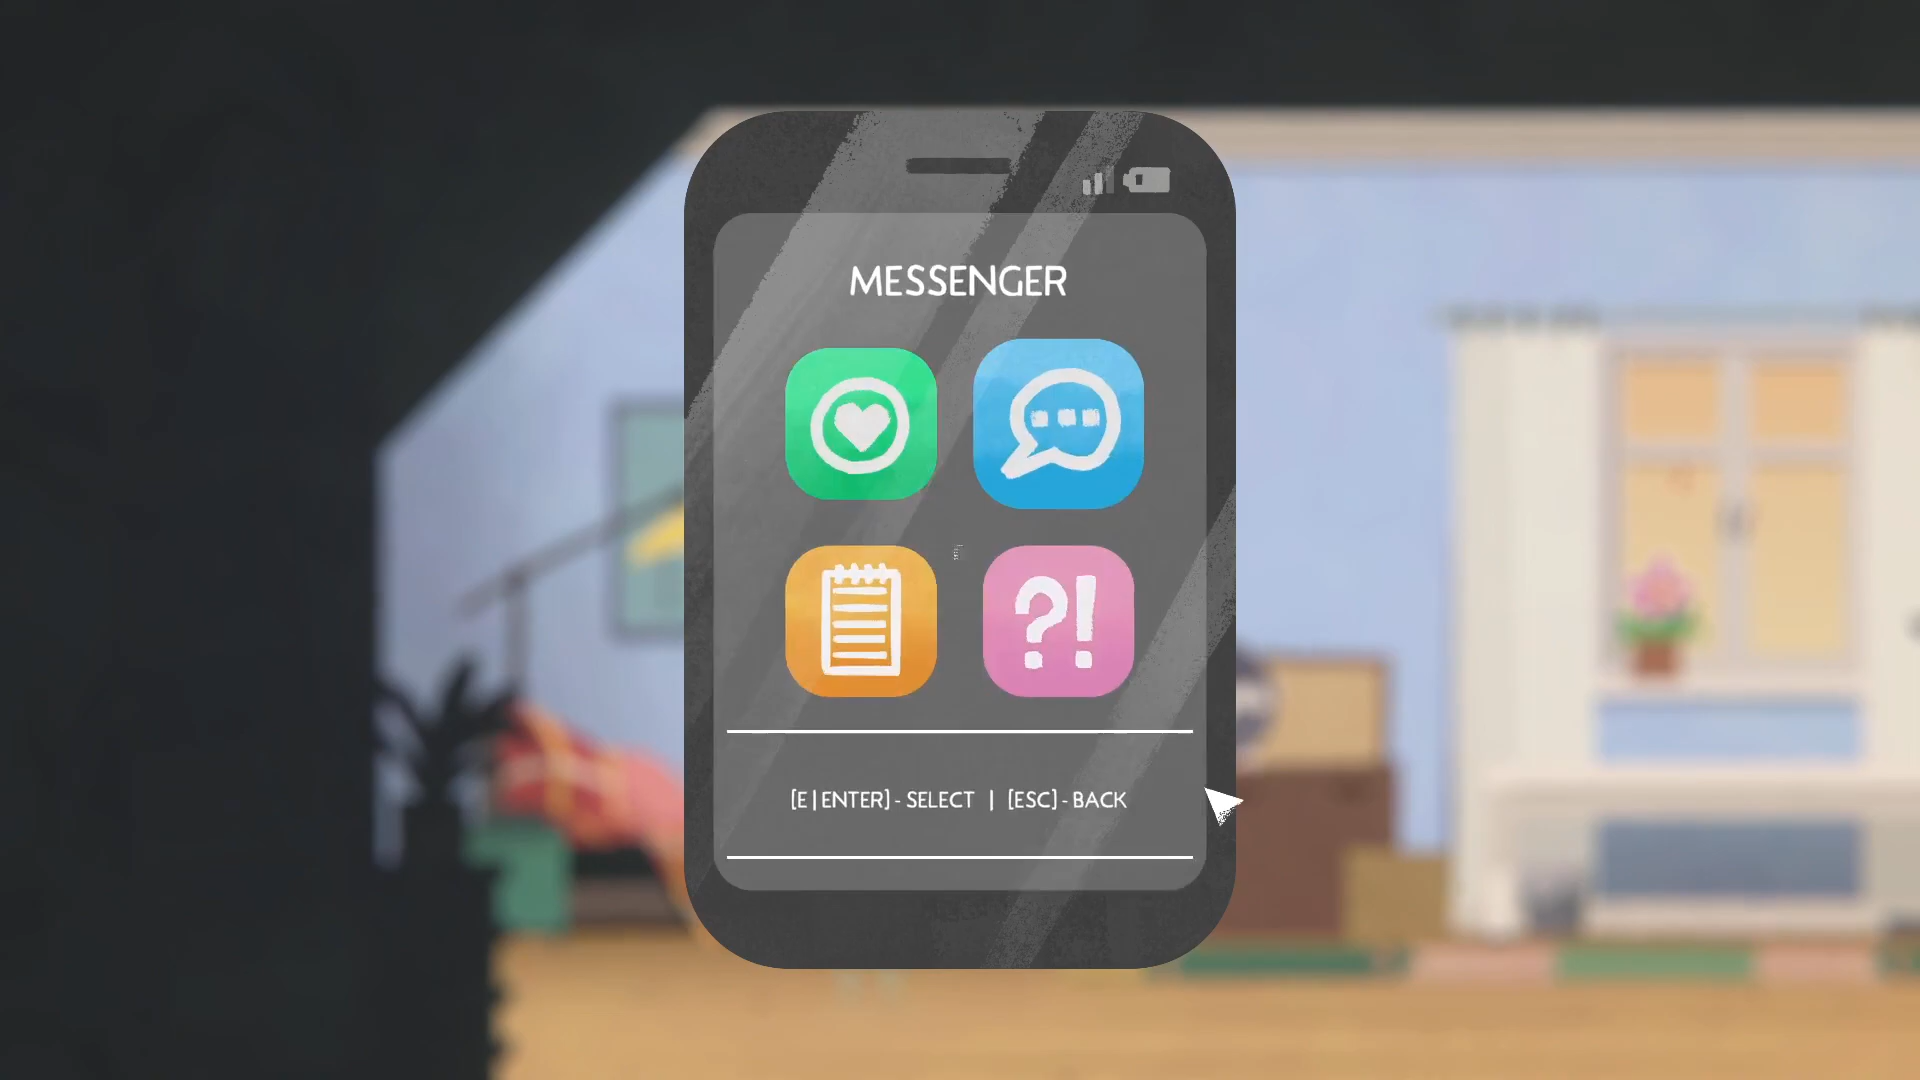 MESSENGER
?!
[E|ENTER] - SELECT | [ESC] - BACK